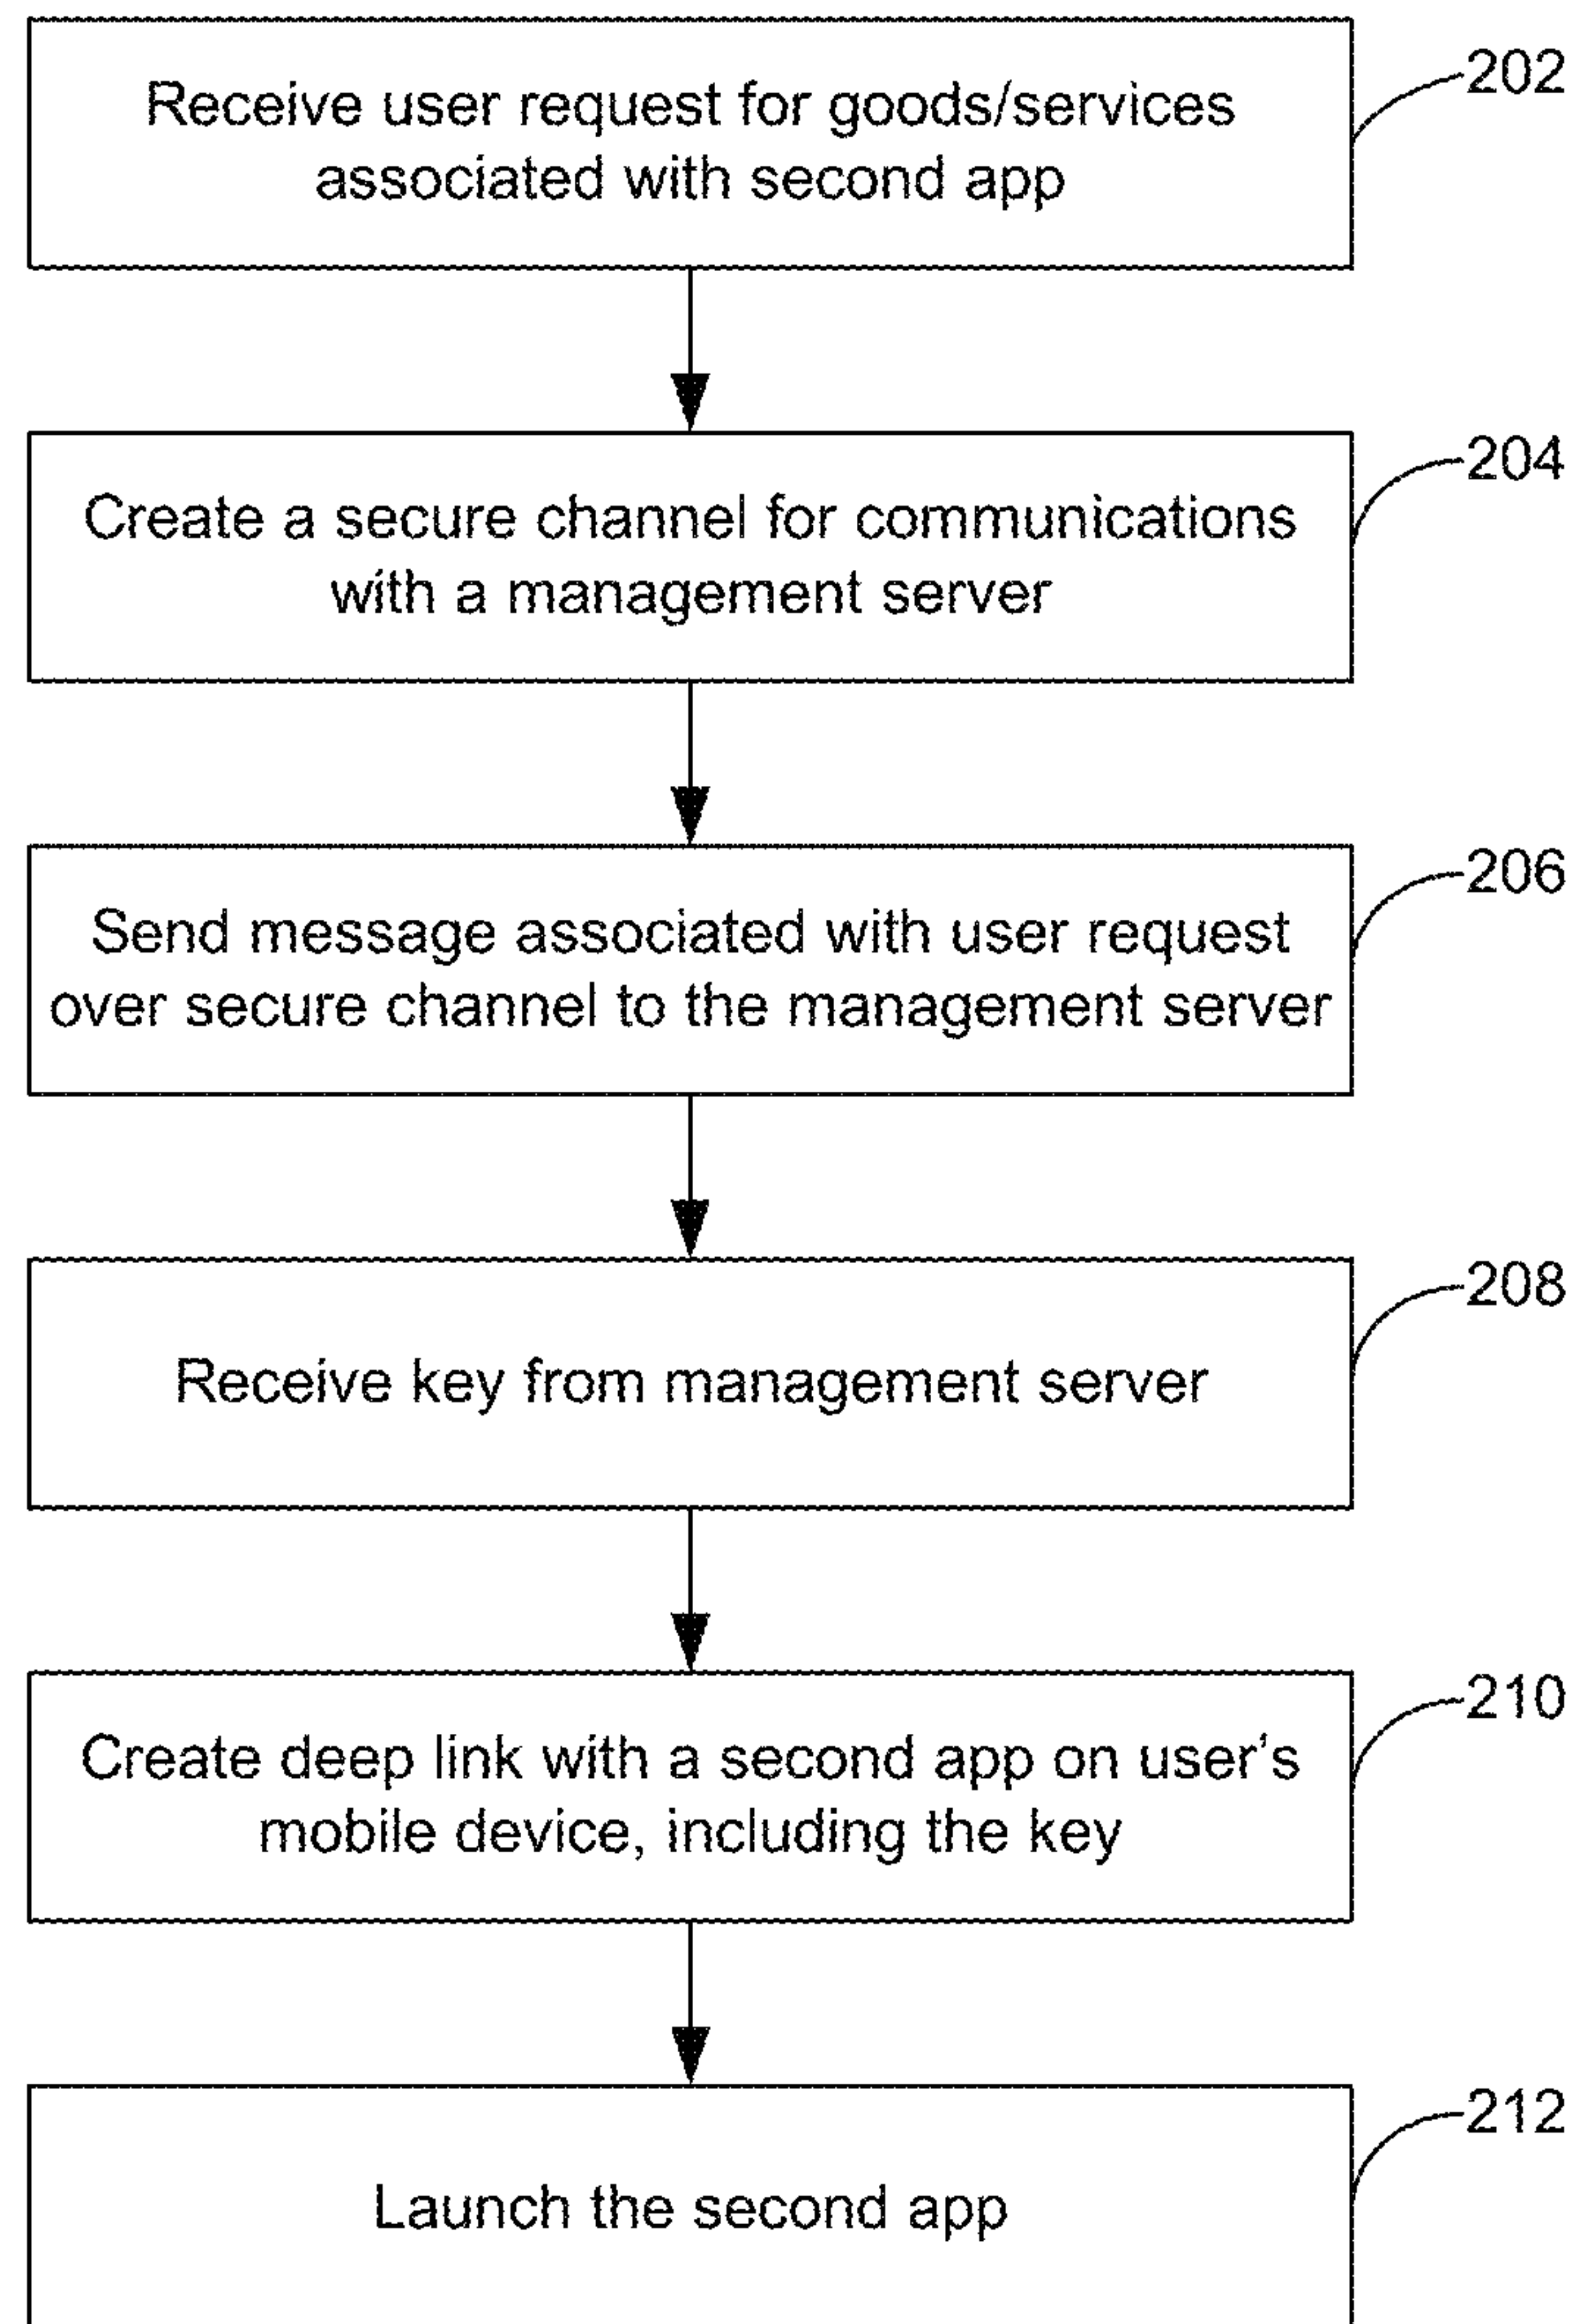 Receive user request for goods/services
associated with second app
202
Create a secure channel for communications
with a management server
204
Send message associated with user request
over secure channel to the management server
206
Receive key from management server
208
Create deep link with a second app on user's
mobile device, including the key
210
Launch the second app
212